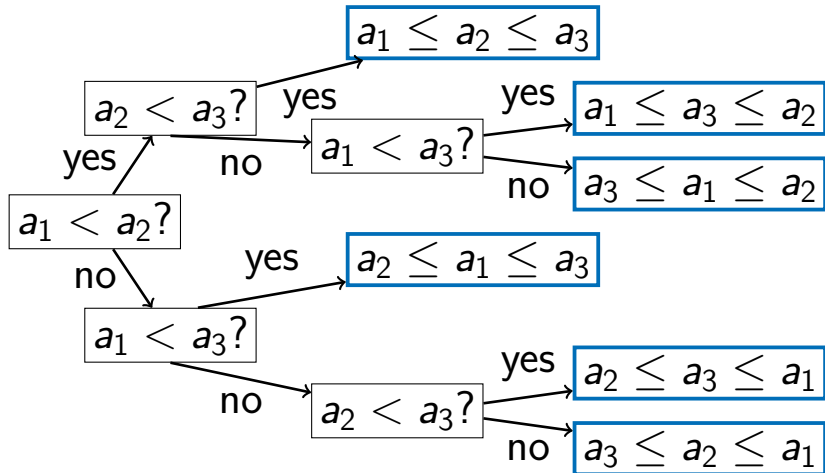 a₁ ≤ a₂ ≤ a₃
a₂ < a₃?
yes
yes
a₁ ≤ a₃ ≤ a₂
no
a₁ < a₃?
yes
no
a₃ ≤ a₁ ≤ a₂
a₁ < a₂?
no
yes
a₂ ≤ a₁ ≤ a₃
a₁ < a₃?
yes
a₂ ≤ a₃ ≤ a₁
no
a₂ < a₃?
no
a₃ ≤ a₂ ≤ a₁